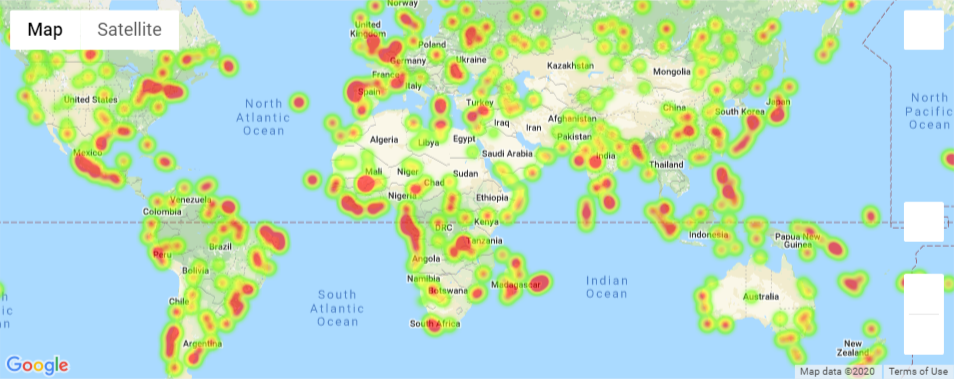 Map Satellite
Norway
United
Kingdom
Poland
Germany
Ukraine
Kazakhstan
Mongolia
France
Italy
Spain
United States
North
Atlantic
Ocean
Turkey
China
South Korea
Japan
North
Pacific
Ocean
Iraq
Iran
Afghanistan
Pakistan
Algeria
Libya
Egypt
Saudi Arabia
India
Thailand
Mexico
Mali
Niger
Chad
Sudan
Nigeria
Ethiopia
Venezuela
Colombia
DRC
Kenya
Tanzania
Indonesia
Papua New
Guinea
Brazil
Peru
Bolivia
Angola
Namibia
Botswana
Madagascar
Indian
Ocean
South
Atlantic
Ocean
Chile
Australia
South Africa
Argentina
New
Zealand
Google
Map data ©2020 Terms of Use